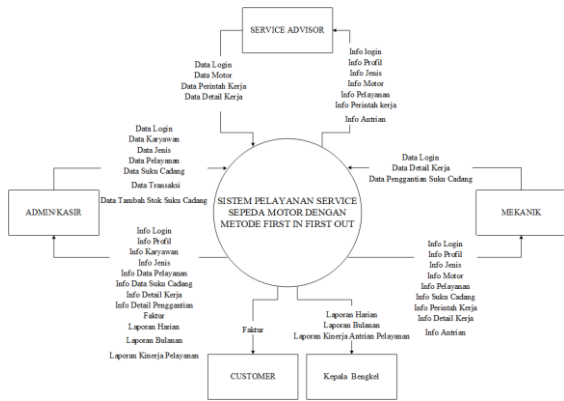 SERVICE ADVISOR
Data Login
Data Motor
Data Perintah Kerja
Data Detail Kerja
Info login
Info Profil
Info Jenis
Info Motor
Info Pelayanan
Info Perintah kerja
Info Antrian
Data Login
Data Karyawan
Data Jenis
Data Pelayanan
Data Suku Cadang
Data Transaksi
Data Tambah Stok Suku Cadang
Data Login
Data Detail Kerja
Data Penggantian Suku Cadang
ADMIN/KASIR
SISTEM PELAYANAN SERVICE
SEPEDA MOTOR DENGAN
METODE FIRST IN FIRST OUT
MEKANIK
Info Login
Info Profil
Info Karyawan
Info Jenis
Info Data Pelayanan
Info Data Suku Cadang
Info Detail Kerja
Info Detail Penggantian
Faktur
Laporan Harian
Laporan Bulanan
Laporan Kinerja Pelayanan
Faktur
Laporan Harian
Laporan Bulanan
Laporan Kinerja Antrian Pelayanan
Info Login
Info Profil
Info Jenis
Info Motor
Info Pelayanan
Info Suku Cadang
Info Perintah Kerja
Info Detail Kerja
Info Antrian
CUSTOMER
Kepala Bengkel